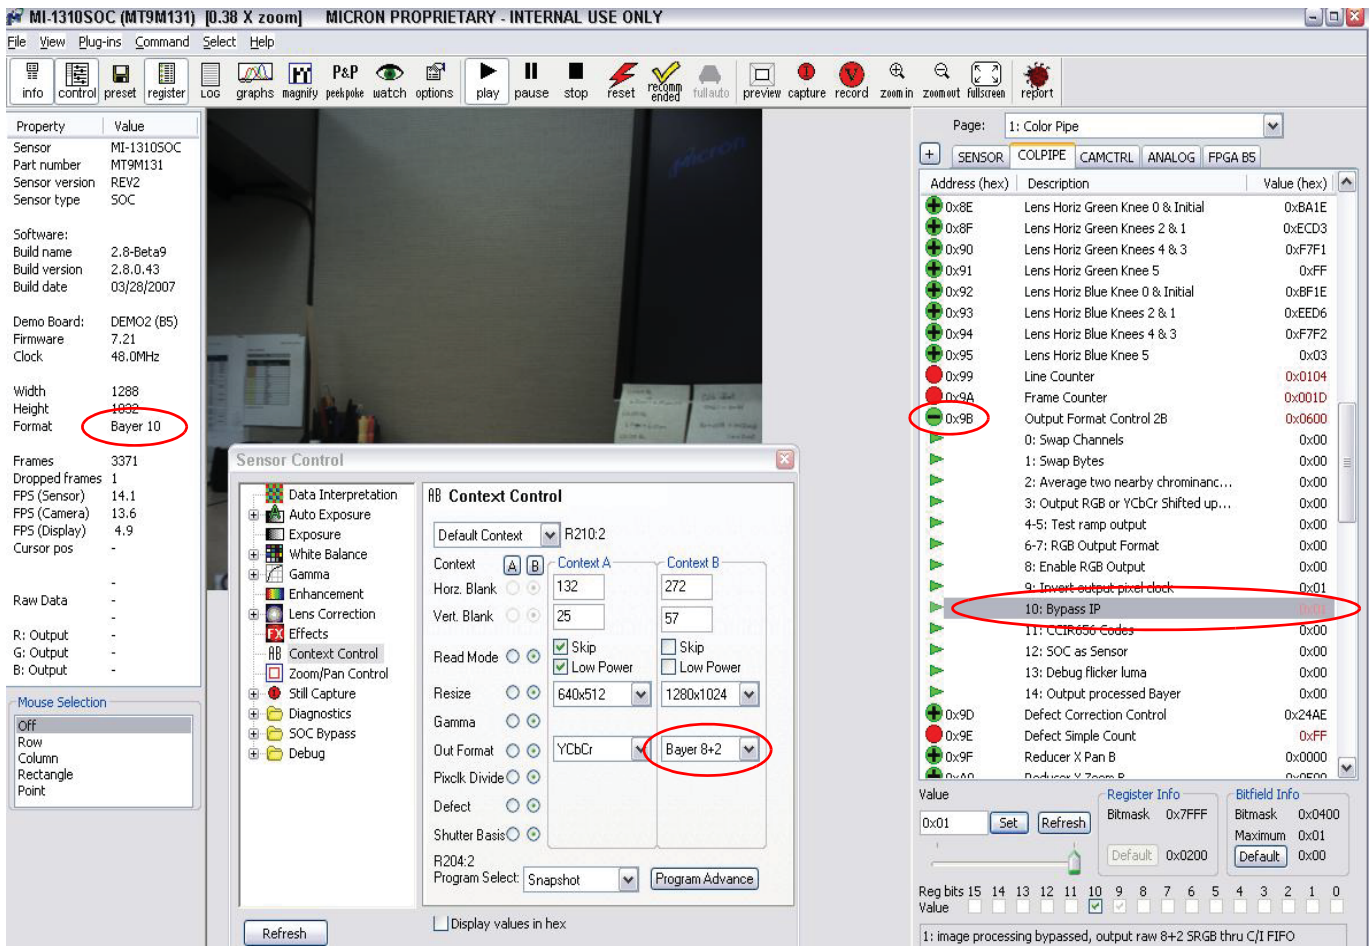 MI-1310SOC (MT9M131) [0.38 X zoom] MICRON PROPRIETARY - INTERNAL USE ONLY
File View Plug-ins Command Select Help
info control preset register LOG graphs magnify P&P peekpoke watch options play pause stop reset recomm ended full auto preview capture record zoom in zoom out fullscreen report
Property Value
Sensor MI-1310SOC
Part number MT9M131
Sensor version REV2
Sensor type SOC
Software:
Build name 2.8-Beta9
Build version 2.8.0.43
Build date 03/28/2007
Demo Board: DEMO2 (B5)
Firmware 7.21
Clock 48.0MHz
Width 1288
Height 1032
Format Bayer 10
Frames 3371
Dropped frames 1
FPS (Sensor) 14.1
FPS (Camera) 13.6
FPS (Display) 4.9
Cursor pos -
-
Raw Data -
-
R: Output -
G: Output -
B: Output -
Mouse Selection
Off
Row
Column
Rectangle
Point
Micron
Sensor Control
Data Interpretation
Auto Exposure
Exposure
White Balance
Gamma
Enhancement
Lens Correction
FX Effects
AB Context Control
Zoom/Pan Control
Still Capture
Diagnostics
SOC Bypass
Debug
Refresh
AB Context Control
Default Context R210:2
Context A B Context A Context B
Horz. Blank 132 272
Vert. Blank 25 57
Read Mode Skip Skip
Low Power Low Power
Resize 640x512 1280x1024
Gamma
Out Format YCbCr Bayer 8+2
Pixclk Divide
Defect
Shutter Basis
R204:2
Program Select: Snapshot Program Advance
Display values in hex
Page: 1: Color Pipe
+ SENSOR COLPIPE CAMCTRL ANALOG FPGA B5
Address (hex) Description Value (hex)
0x8E Lens Horiz Green Knee 0 & Initial 0xBA1E
0x8F Lens Horiz Green Knees 2 & 1 0xECD3
0x90 Lens Horiz Green Knees 4 & 3 0xF7F1
0x91 Lens Horiz Green Knee 5 0xFF
0x92 Lens Horiz Blue Knee 0 & Initial 0xBF1E
0x93 Lens Horiz Blue Knees 2 & 1 0xEED6
0x94 Lens Horiz Blue Knees 4 & 3 0xF7F2
0x95 Lens Horiz Blue Knee 5 0x03
0x99 Line Counter 0x0104
0x9A Frame Counter 0x001D
0x9B Output Format Control 2B 0x0600
0: Swap Channels 0x00
1: Swap Bytes 0x00
2: Average two nearby chrominanc... 0x00
3: Output RGB or YCbCr Shifted up... 0x00
4-5: Test ramp output 0x00
6-7: RGB Output Format 0x00
8: Enable RGB Output 0x00
9: Invert output pixel clock 0x01
10: Bypass IP 0x01
11: CCIR656 Codes 0x00
12: SOC as Sensor 0x00
13: Debug flicker luma 0x00
14: Output processed Bayer 0x00
0x9D Defect Correction Control 0x24AE
0x9E Defect Simple Count 0xFF
0x9F Reducer X Pan B 0x0000
0xA0 Reducer X Zoom B 0x0500
Value Register Info Bitfield Info
0x01 Set Refresh Bitmask 0x7FFF Bitmask 0x0400
Maximum 0x01
Default 0x0200 Default 0x00
Reg bits 15 14 13 12 11 10 9 8 7 6 5 4 3 2 1 0
Value
1: image processing bypassed, output raw 8+2 SRGB thru C/I FIFO